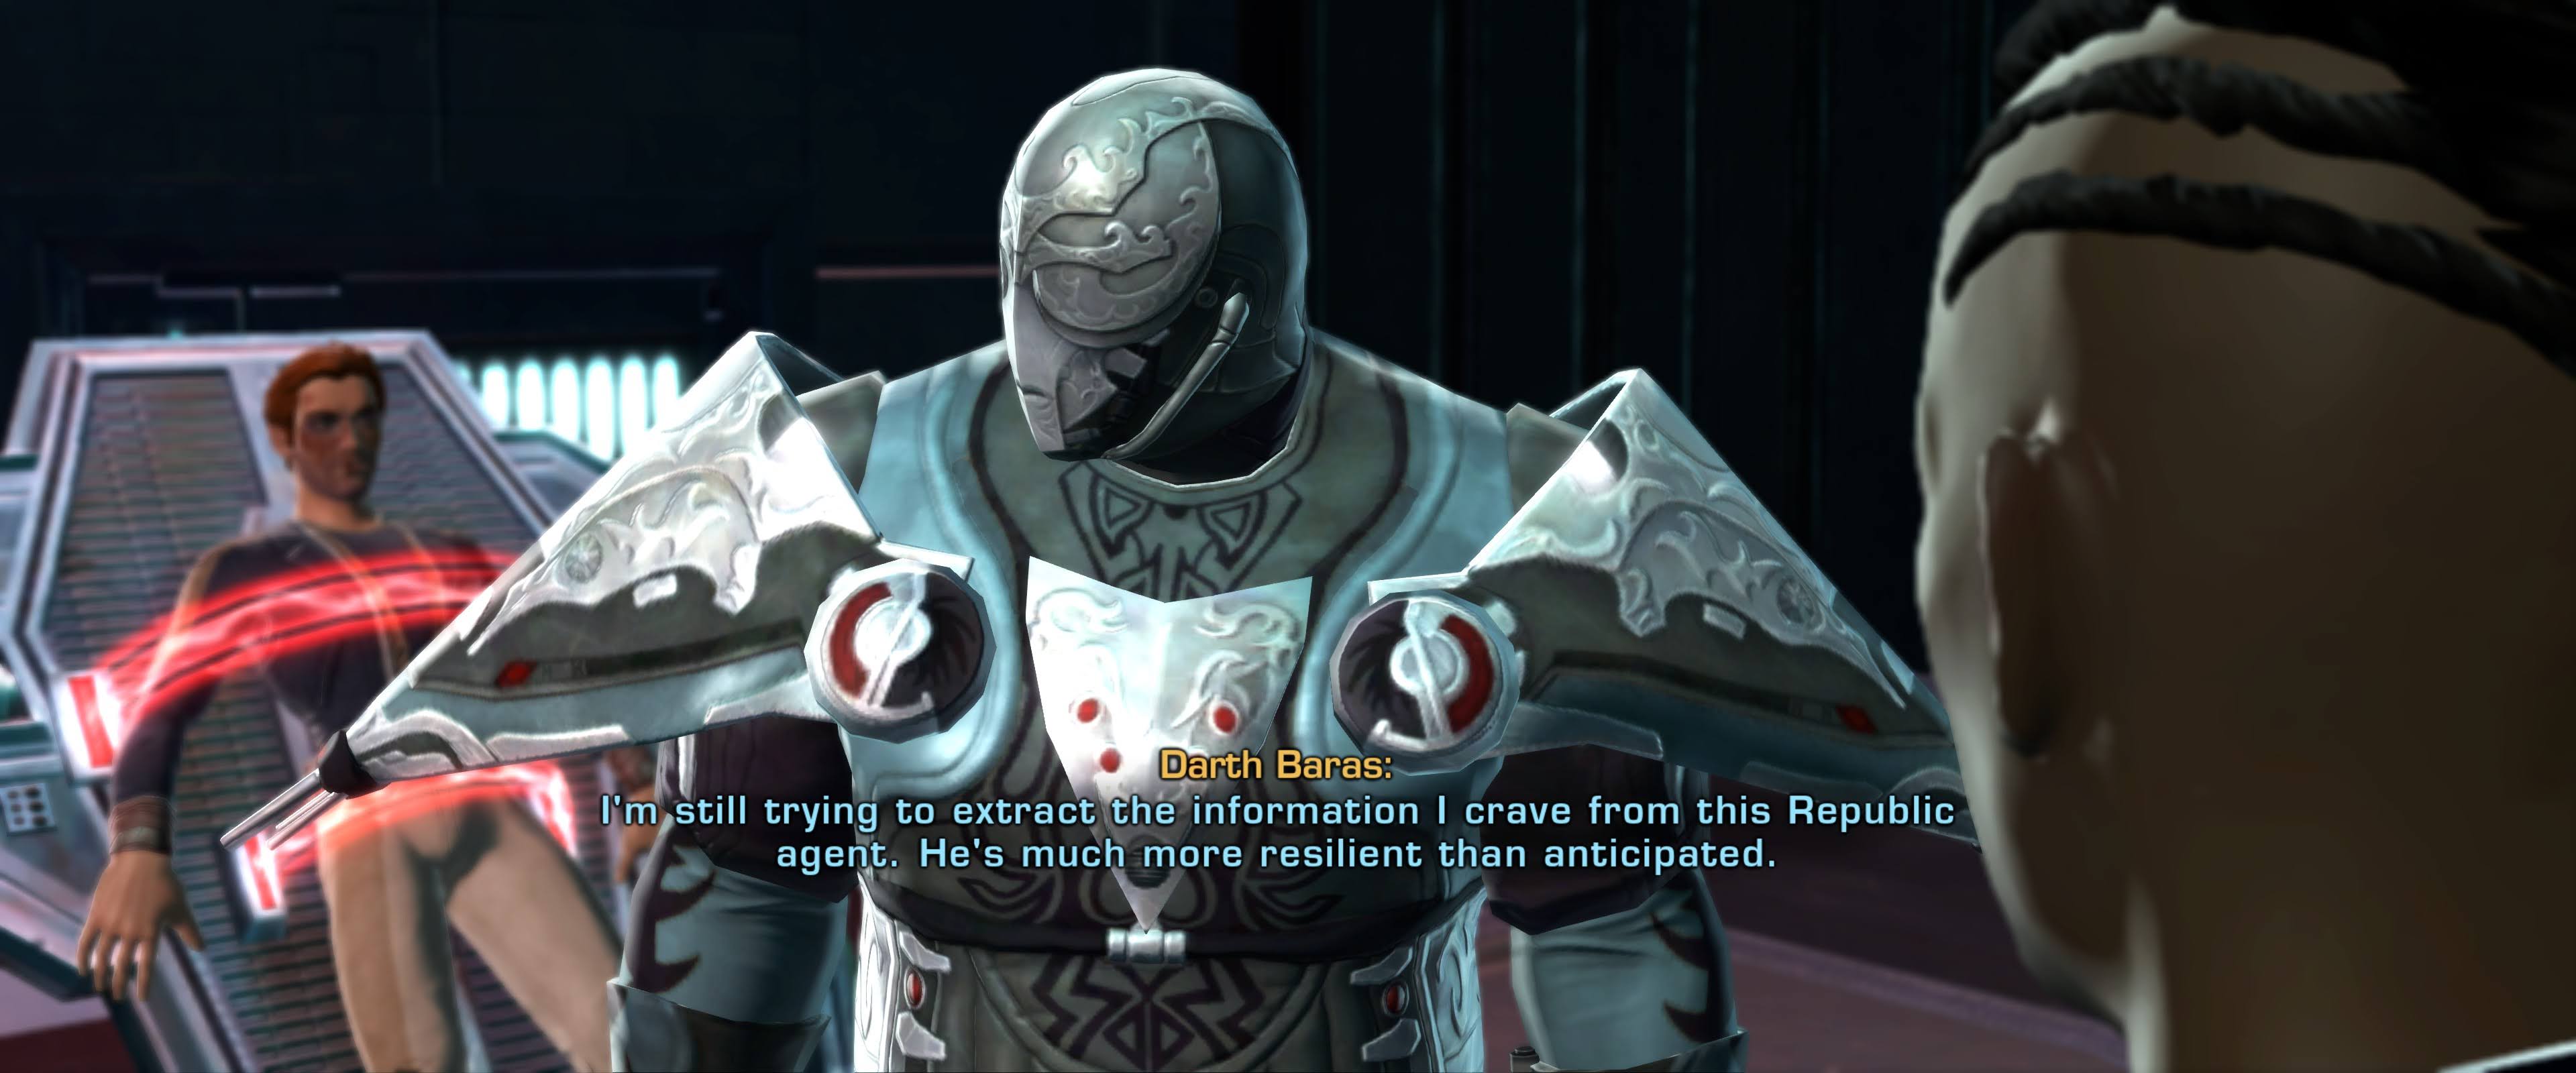 Darth Baras:
I'm still trying to extract the information I crave from this Republic
agent. He's much more resilient than anticipated.